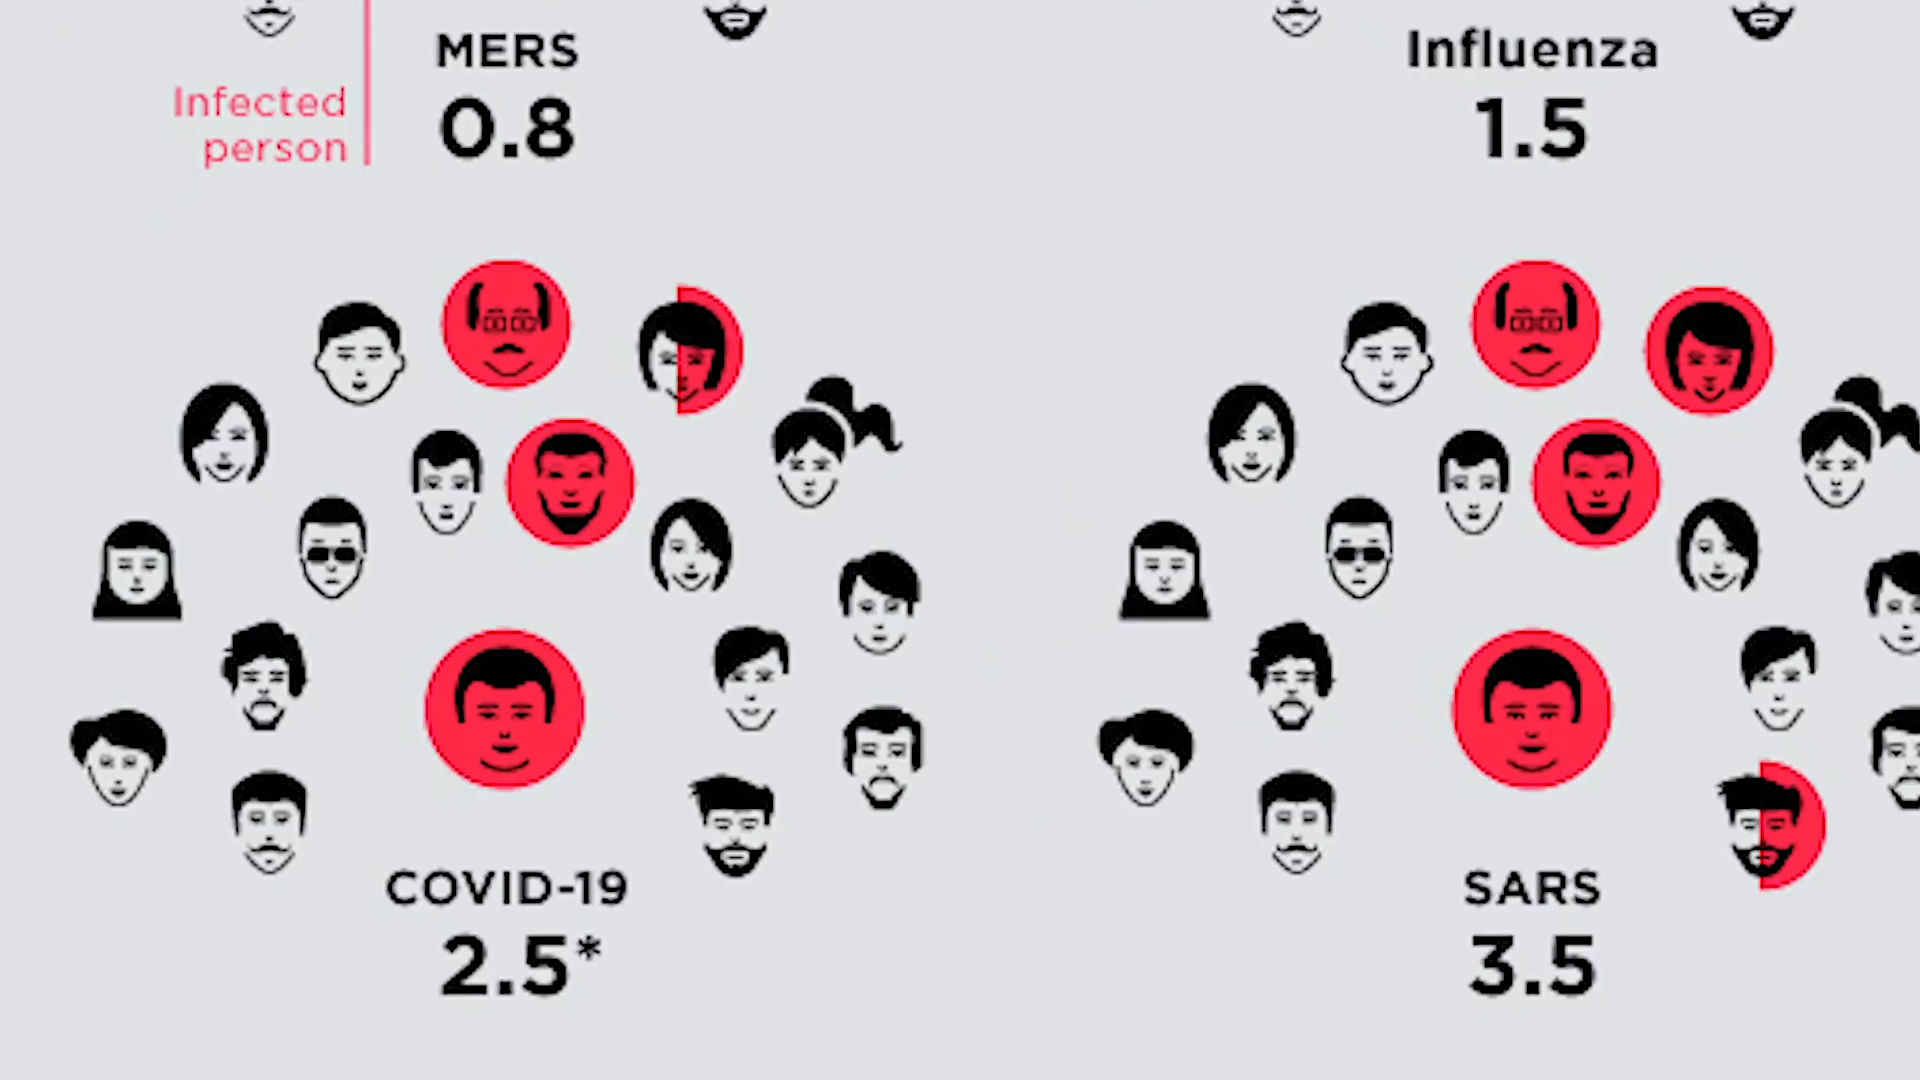 MERS
0.8
Infected
person
Influenza
1.5
COVID-19
2.5*
SARS
3.5